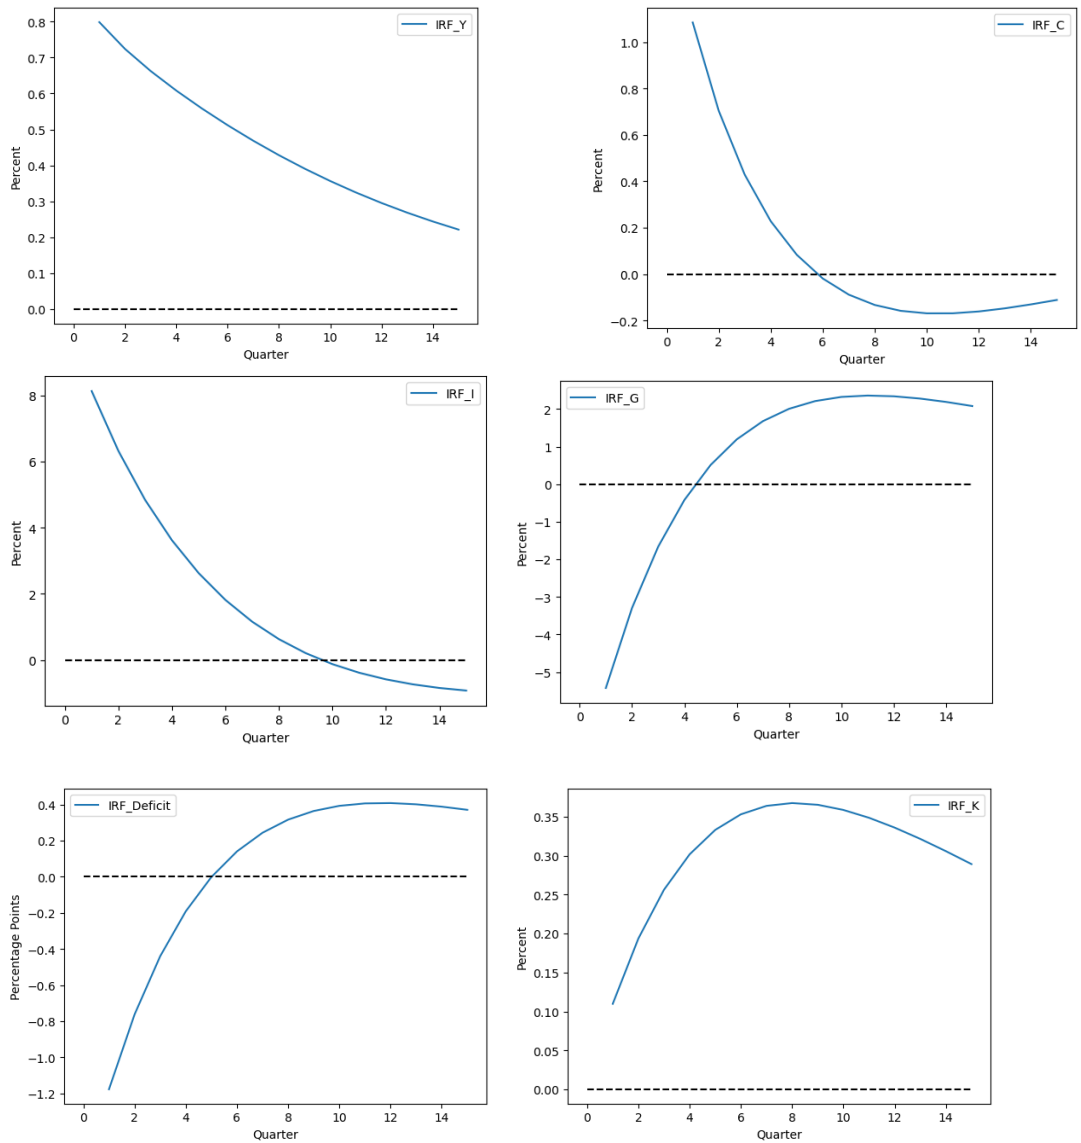 IRF_Y
0.8
0.7
0.6
0.5
0.4
0.3
0.2
0.1
0.0
Percent
0 2 4 6 8 10 12 14
Quarter
IRF_C
1.0
0.8
0.6
0.4
0.2
0.0
−0.2
Percent
0 2 4 6 8 10 12 14
Quarter
IRF_I
8
6
4
2
0
Percent
0 2 4 6 8 10 12 14
Quarter
IRF_G
2
1
0
−1
−2
−3
−4
−5
Percent
0 2 4 6 8 10 12 14
Quarter
IRF_Deficit
0.4
0.2
0.0
−0.2
−0.4
−0.6
−0.8
−1.0
−1.2
Percentage Points
0 2 4 6 8 10 12 14
Quarter
IRF_K
0.35
0.30
0.25
0.20
0.15
0.10
0.05
0.00
Percent
0 2 4 6 8 10 12 14
Quarter